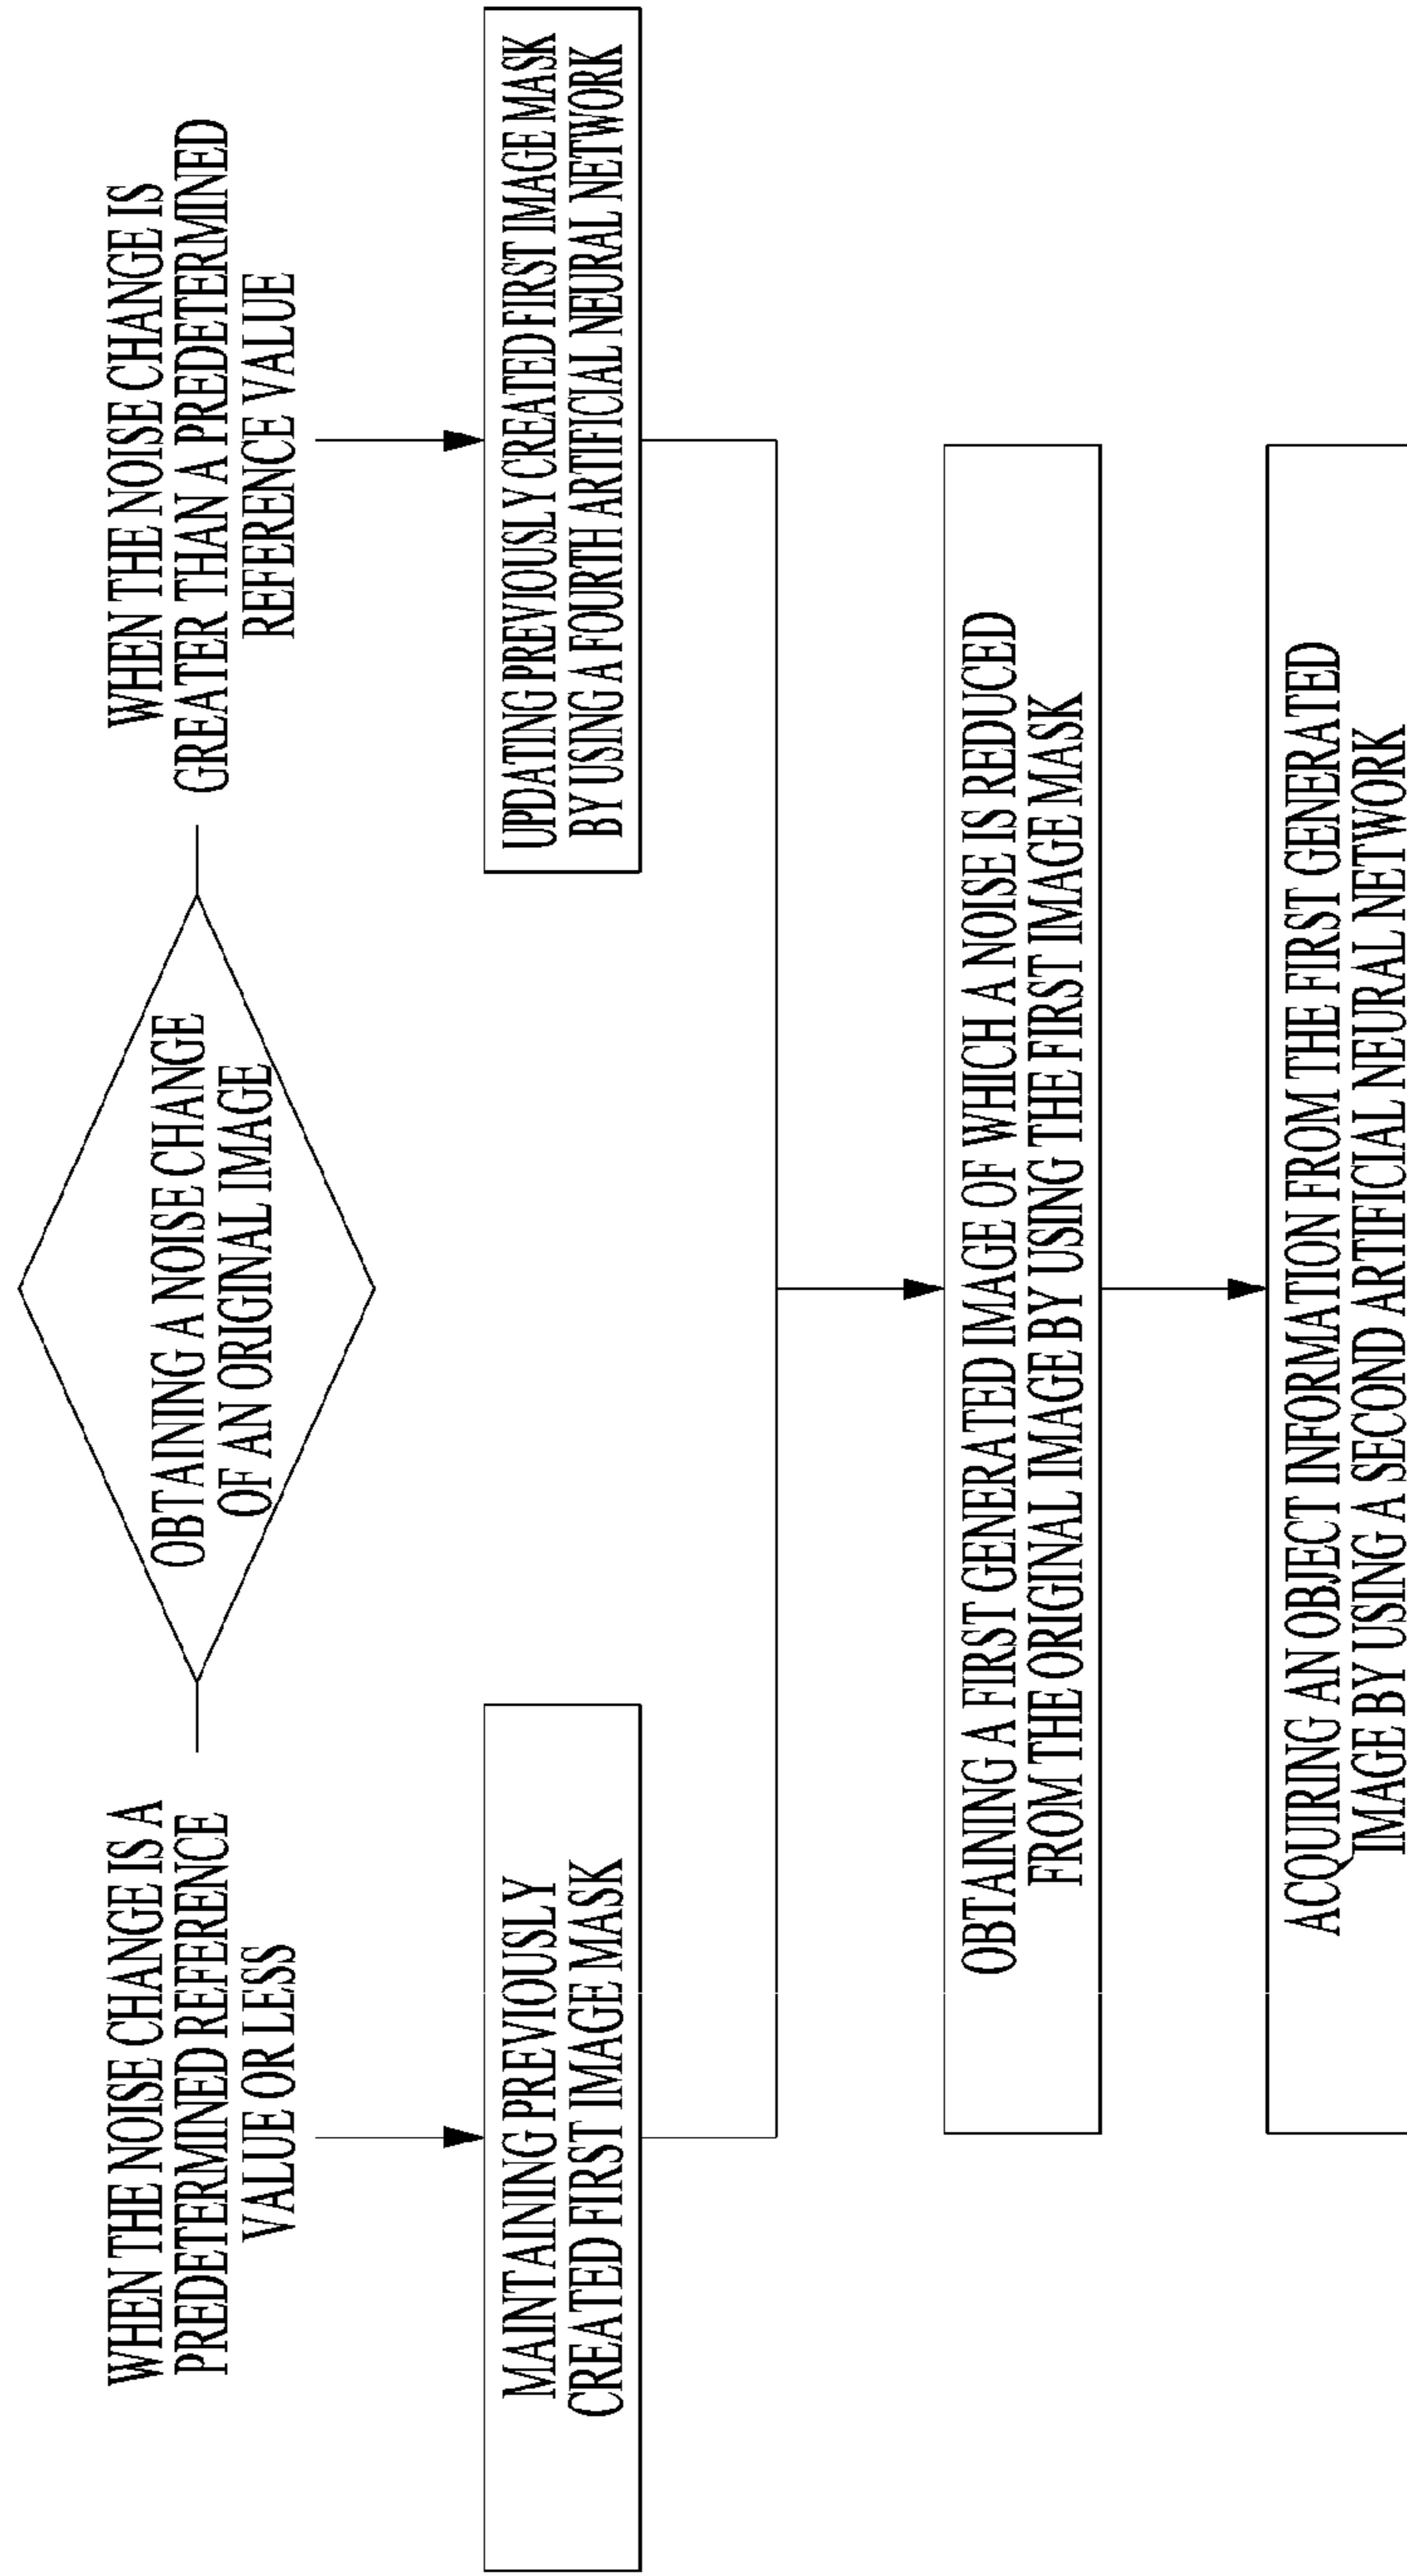 OBTAINING A NOISE CHANGE
OF AN ORIGINAL IMAGE
WHEN THE NOISE CHANGE IS A
PREDETERMINED REFERENCE
VALUE OR LESS
WHEN THE NOISE CHANGE IS
GREATER THAN A PREDETERMINED
REFERENCE VALUE
MAINTAINING PREVIOUSLY
CREATED FIRST IMAGE MASK
UPDATING PREVIOUSLY CREATED FIRST IMAGE MASK
BY USING A FOURTH ARTIFICIAL NEURAL NETWORK
OBTAINING A FIRST GENERATED IMAGE OF WHICH A NOISE IS REDUCED
FROM THE ORIGINAL IMAGE BY USING THE FIRST IMAGE MASK
ACQUIRING AN OBJECT INFORMATION FROM THE FIRST GENERATED
IMAGE BY USING A SECOND ARTIFICIAL NEURAL NETWORK